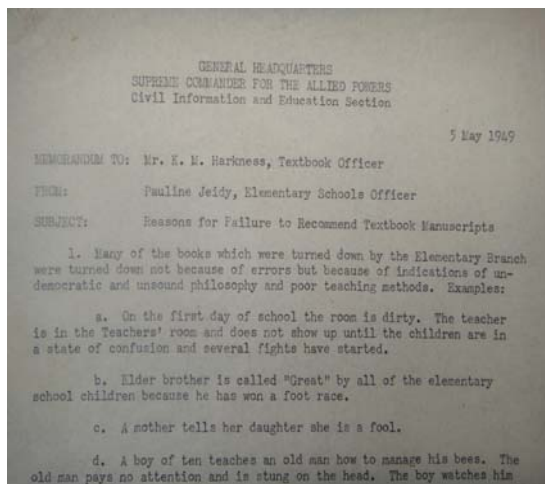 GENERAL HEADQUARTERS
SUPREME COMMANDER FOR THE ALLIED POWERS
Civil Information and Education Section
5 May 1949
MEMORANDUM TO: Mr. K. M. Harkness, Textbook Officer
FROM: Pauline Jeidy, Elementary Schools Officer
SUBJECT: Reasons for Failure to Recommend Textbook Manuscripts
1. Many of the books which were turned down by the Elementary Branch
were turned down not because of errors but because of indications of un-
democratic and unsound philosophy and poor teaching methods. Examples:
a. On the first day of school the room is dirty. The teacher
is in the Teachers' room and does not show up until the children are in
a state of confusion and several fights have started.
b. Elder brother is called "Great" by all of the elementary
school children because he has won a foot race.
c. A mother tells her daughter she is a fool.
d. A boy of ten teaches an old man how to manage his bees. The
old man pays no attention and is stung on the head. The boy watches him